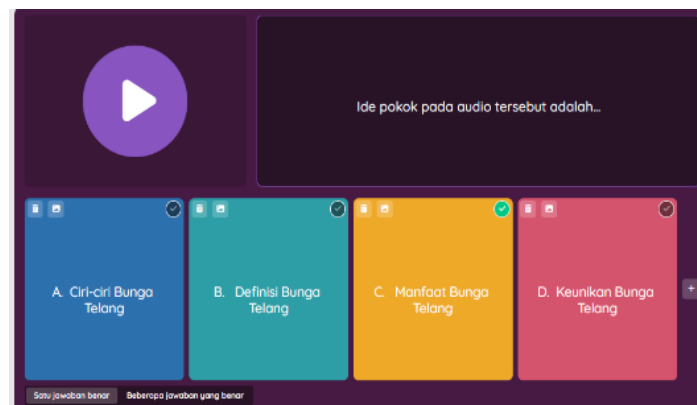 Ide pokok pada audio tersebut adalah...
A. Ciri-ciri Bunga
Telang
B. Definisi Bunga
Telang
C. Manfaat Bunga
Telang
D. Keunikan Bunga
Telang
+
Satu jawaban benar
Beberapa jawaban yang benar